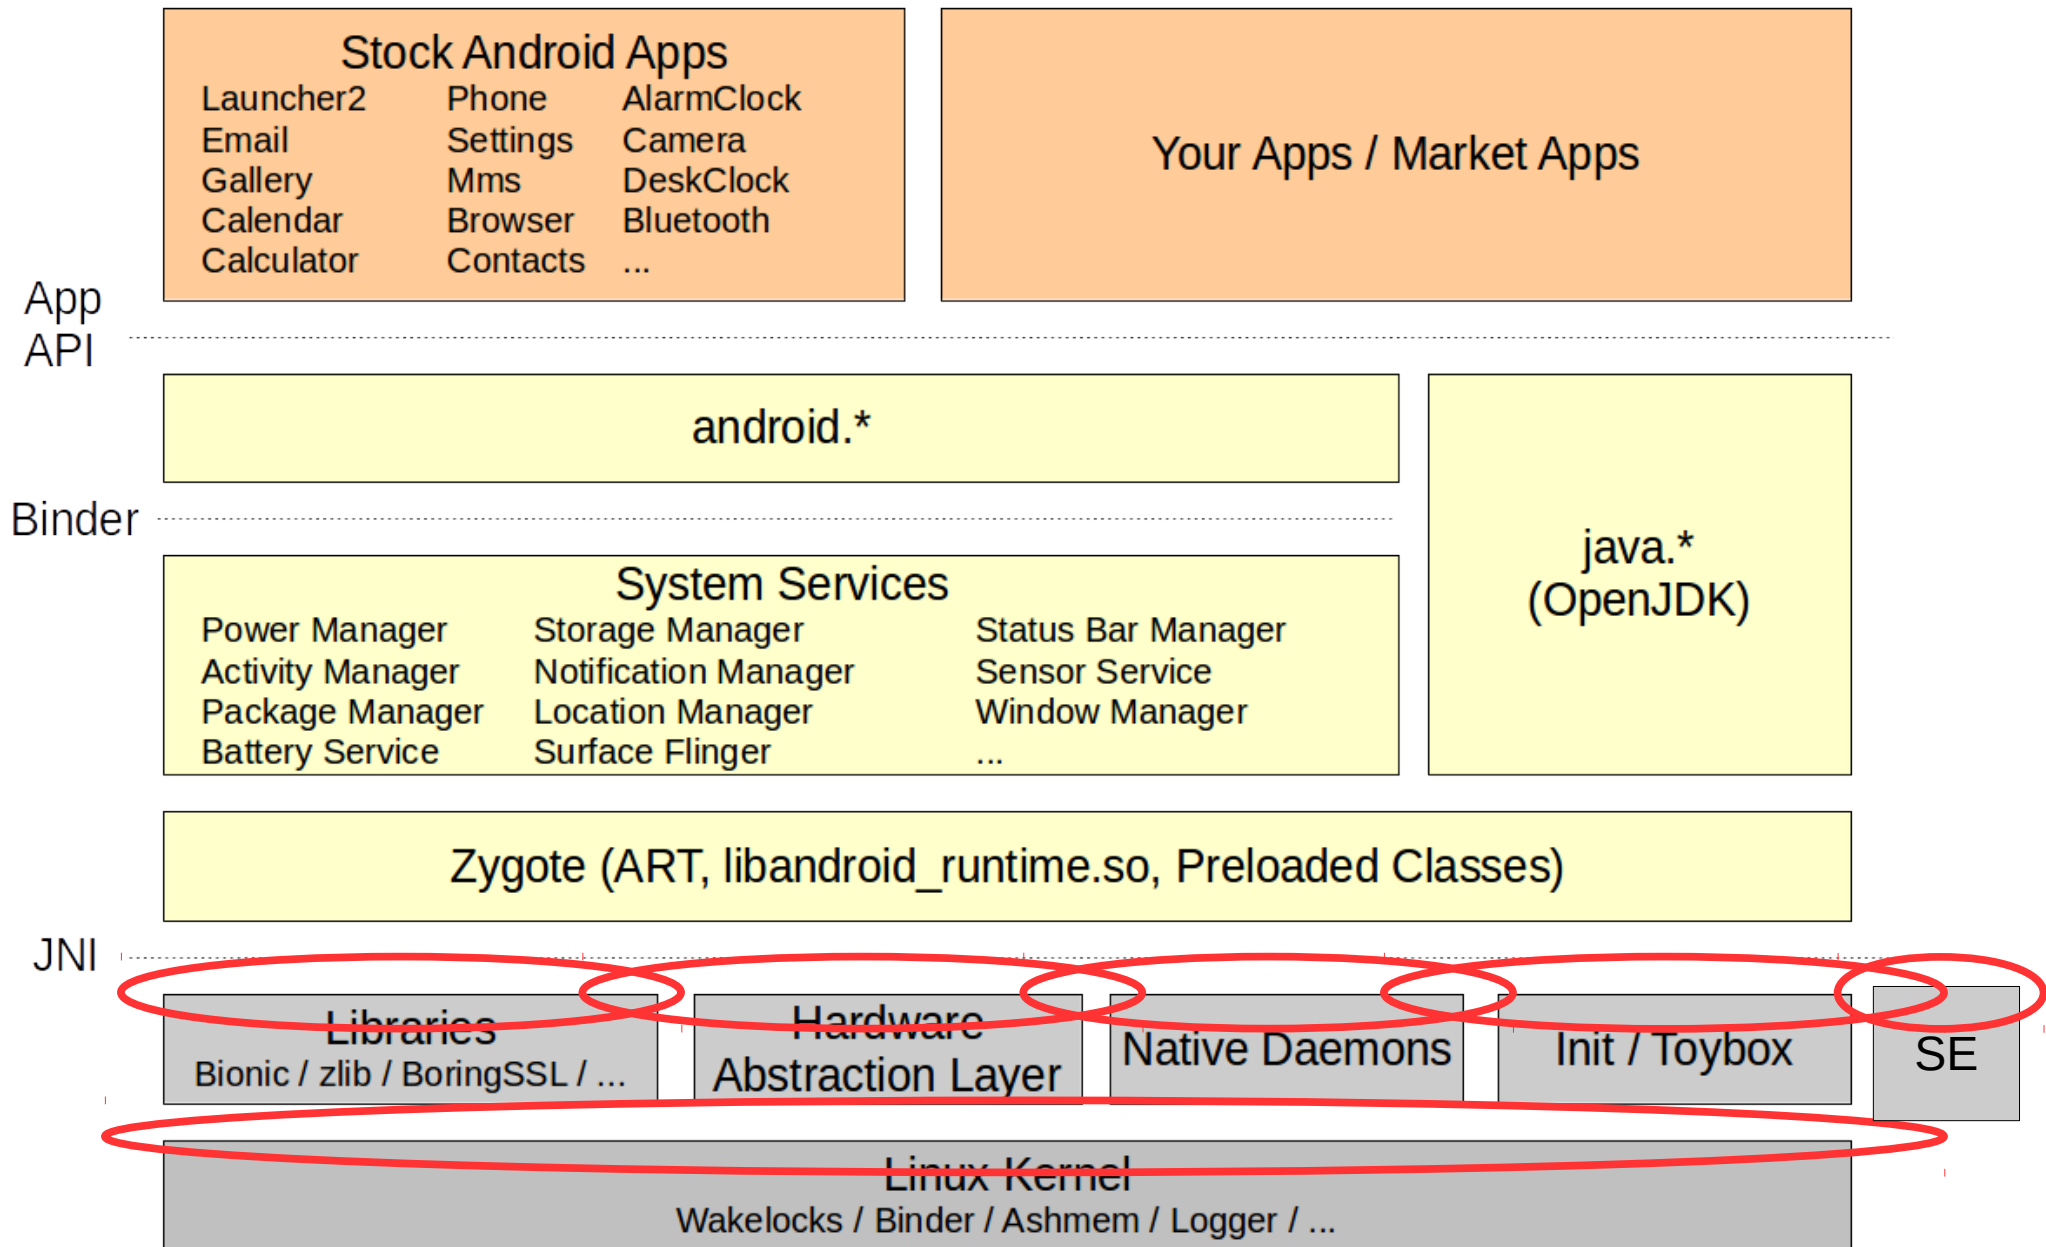 Stock Android Apps
Launcher2 Phone AlarmClock
Email Settings Camera
Gallery Mms DeskClock
Calendar Browser Bluetooth
Calculator Contacts ...
Your Apps / Market Apps
App
API
android.*
Binder
java.*
(OpenJDK)
System Services
Power Manager Storage Manager Status Bar Manager
Activity Manager Notification Manager Sensor Service
Package Manager Location Manager Window Manager
Battery Service Surface Flinger ...
Zygote (ART, libandroid_runtime.so, Preloaded Classes)
JNI
Libraries
Bionic / zlib / BoringSSL / ...
Hardware
Abstraction Layer
Native Daemons
Init / Toybox
SE
Linux Kernel
Wakelocks / Binder / Ashmem / Logger / ...